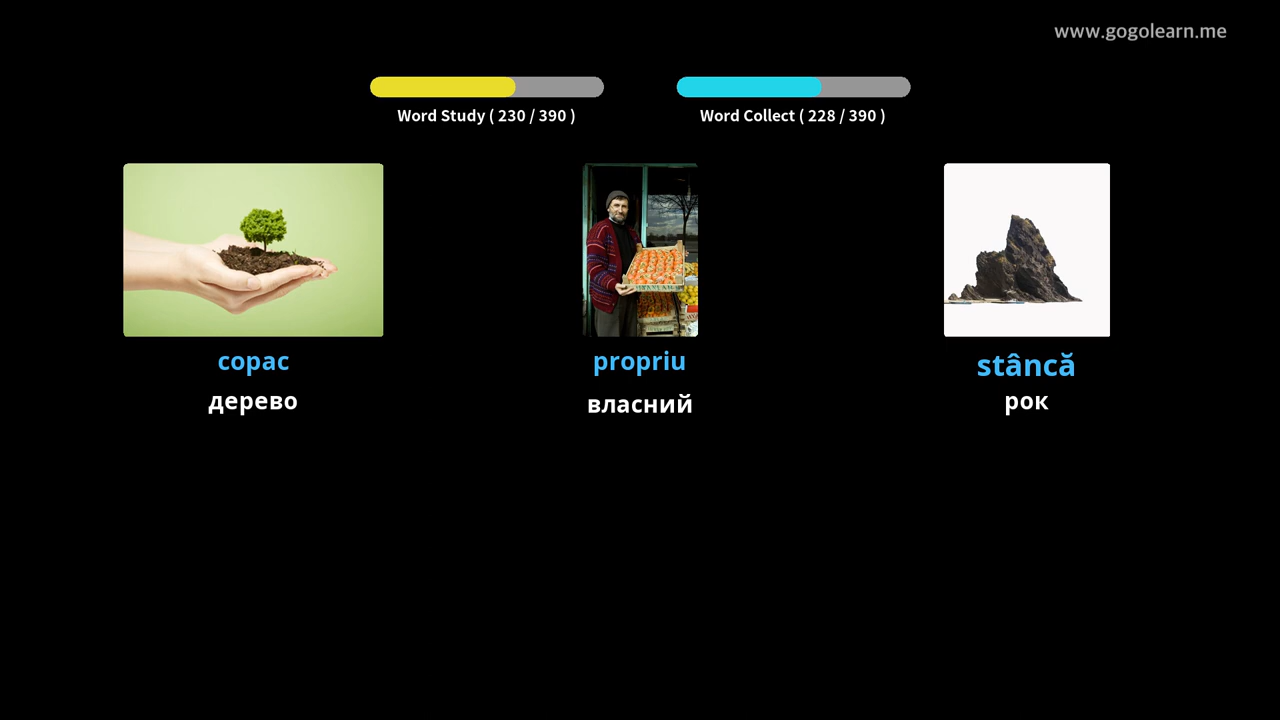 www.gogolearn.me
Word Study ( 230 / 390 )
Word Collect ( 228 / 390 )
copac
propriu
stâncă
дерево
власний
рок